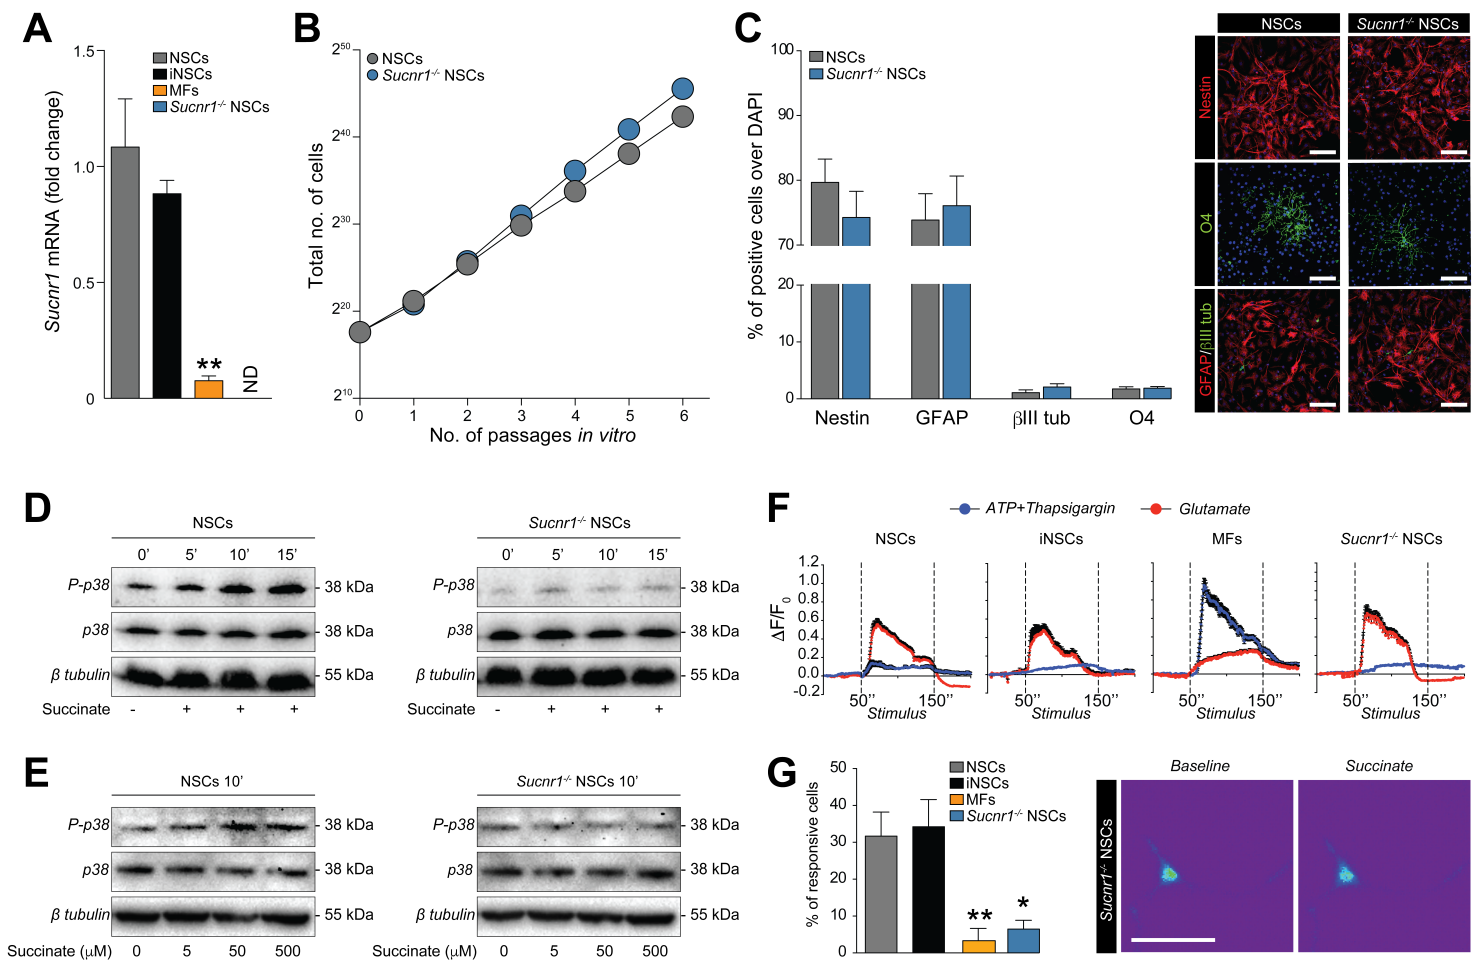 A
1.5
1.0
0.5
0
Sucnr1 mRNA (fold change)
NSCs
iNSCs
MFs
Sucnr1-/- NSCs
**
ND
B
2^50
2^40
2^30
2^20
2^10
Total no. of cells
NSCs
Sucnr1-/- NSCs
0 1 2 3 4 5 6
No. of passages in vitro
C
100
90
80
70
20
10
0
% of positive cells over DAPI
NSCs
Sucnr1-/- NSCs
Nestin GFAP βIII tub O4
NSCs Sucnr1-/- NSCs
Nestin
O4
GFAP/βIII tub
D
NSCs
0’ 5’ 10’ 15’
P-p38 - 38 kDa
p38 - 38 kDa
β tubulin - 55 kDa
Succinate - + + +
Sucnr1-/- NSCs
0’ 5’ 10’ 15’
P-p38 - 38 kDa
p38 - 38 kDa
β tubulin - 55 kDa
Succinate - + + +
E
NSCs 10’
P-p38 - 38 kDa
p38 - 38 kDa
β tubulin - 55 kDa
Succinate (μM) 0 5 50 500
Sucnr1-/- NSCs 10’
P-p38 - 38 kDa
p38 - 38 kDa
β tubulin - 55 kDa
Succinate (μM) 0 5 50 500
F
ATP+Thapsigargin Glutamate
NSCs iNSCs MFs Sucnr1-/- NSCs
1.2
1.0
0.8
0.6
0.4
0.2
0.0
-0.2
ΔF/F0
50’’ 150’’ 50’’ 150’’ 50’’ 150’’ 50’’ 150’’
Stimulus Stimulus Stimulus Stimulus
G
50
40
30
20
10
0
% of responsive cells
NSCs
iNSCs
MFs
Sucnr1-/- NSCs
** *
Baseline Succinate
Sucnr1-/- NSCs